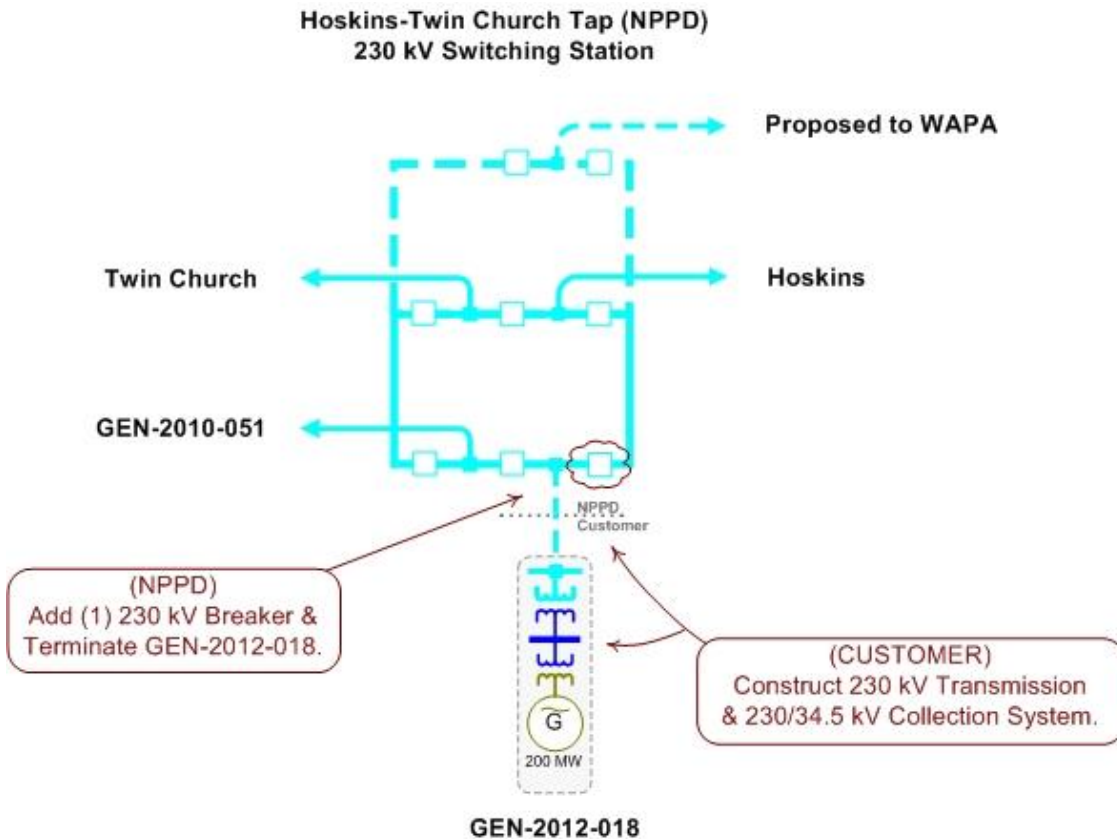 Hoskins-Twin Church Tap (NPPD)
230 kV Switching Station
Proposed to WAPA
Twin Church
Hoskins
GEN-2010-051
NPPD
Customer
(NPPD)
Add (1) 230 kV Breaker &
Terminate GEN-2012-018.
(CUSTOMER)
Construct 230 kV Transmission
& 230/34.5 kV Collection System.
G
200 MW
GEN-2012-018